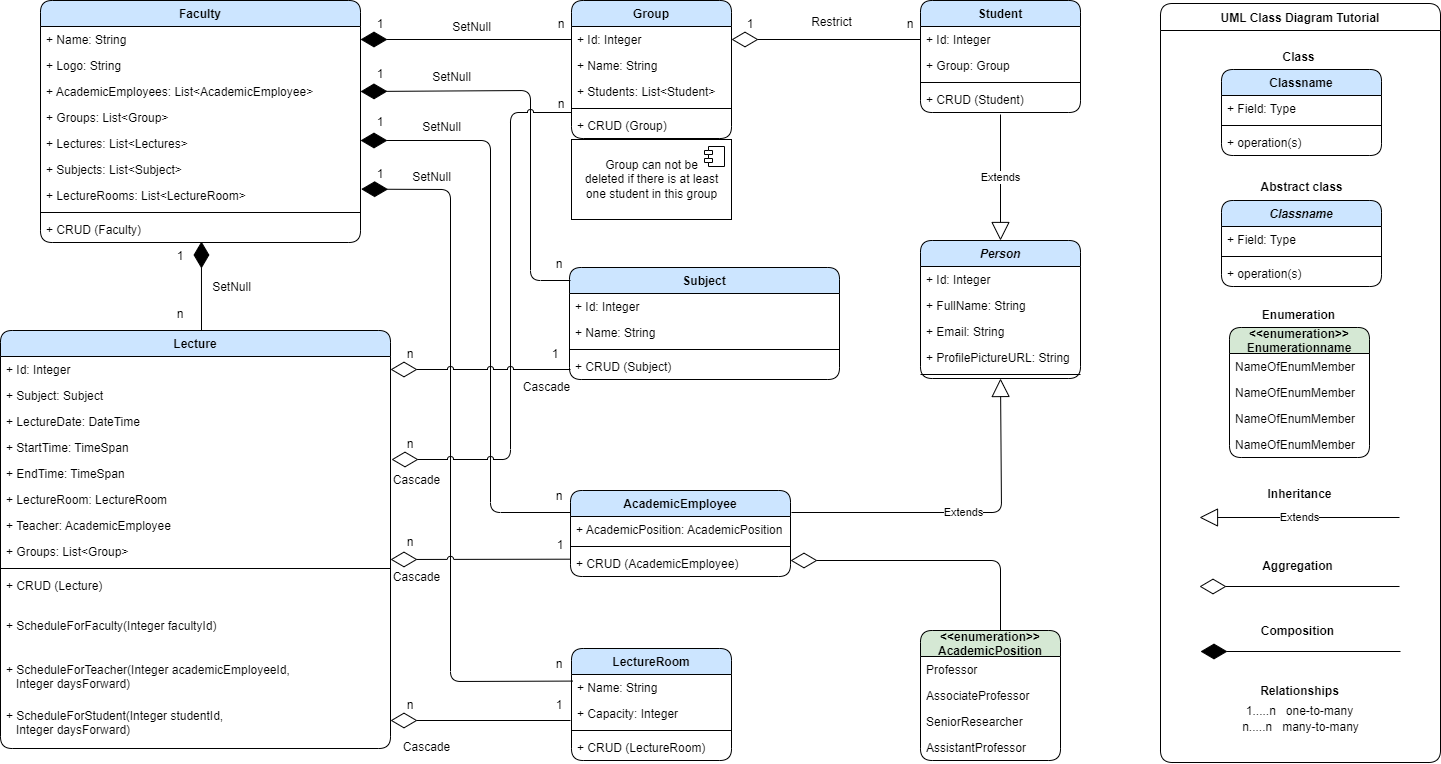 Faculty
+ Name: String
+ Logo: String
+ AcademicEmployees: List<AcademicEmployee>
+ Groups: List<Group>
+ Lectures: List<Lectures>
+ Subjects: List<Subject>
+ LectureRooms: List<LectureRoom>
+ CRUD (Faculty)
1
SetNull
n
1
SetNull
n
1
SetNull
n
1
SetNull
n
1
SetNull
n
Group
+ Id: Integer
+ Name: String
+ Students: List<Student>
+ CRUD (Group)
n
Group can not be
deleted if there is at least
one student in this group
1
Restrict
n
Student
+ Id: Integer
+ Group: Group
+ CRUD (Student)
Extends
Person
+ Id: Integer
+ FullName: String
+ Email: String
+ ProfilePictureURL: String
Subject
+ Id: Integer
+ Name: String
+ CRUD (Subject)
Lecture
+ Id: Integer
+ Subject: Subject
+ LectureDate: DateTime
+ StartTime: TimeSpan
+ EndTime: TimeSpan
+ LectureRoom: LectureRoom
+ Teacher: AcademicEmployee
+ Groups: List<Group>
+ CRUD (Lecture)
+ ScheduleForFaculty(Integer facultyId)
+ ScheduleForTeacher(Integer academicEmployeeId,
Integer daysForward)
+ ScheduleForStudent(Integer studentId,
Integer daysForward)
n
1
Cascade
n
Cascade
n
1
Cascade
n
1
Cascade
AcademicEmployee
+ AcademicPosition: AcademicPosition
+ CRUD (AcademicEmployee)
Extends
LectureRoom
+ Name: String
+ Capacity: Integer
+ CRUD (LectureRoom)
<<enumeration>>
AcademicPosition
Professor
AssociateProfessor
SeniorResearcher
AssistantProfessor
UML Class Diagram Tutorial
Class
Classname
+ Field: Type
+ operation(s)
Abstract class
Classname
+ Field: Type
+ operation(s)
Enumeration
<<enumeration>>
Enumerationname
NameOfEnumMember
NameOfEnumMember
NameOfEnumMember
NameOfEnumMember
Inheritance
Extends
Aggregation
Composition
Relationships
1.....n one-to-many
n.....n many-to-many